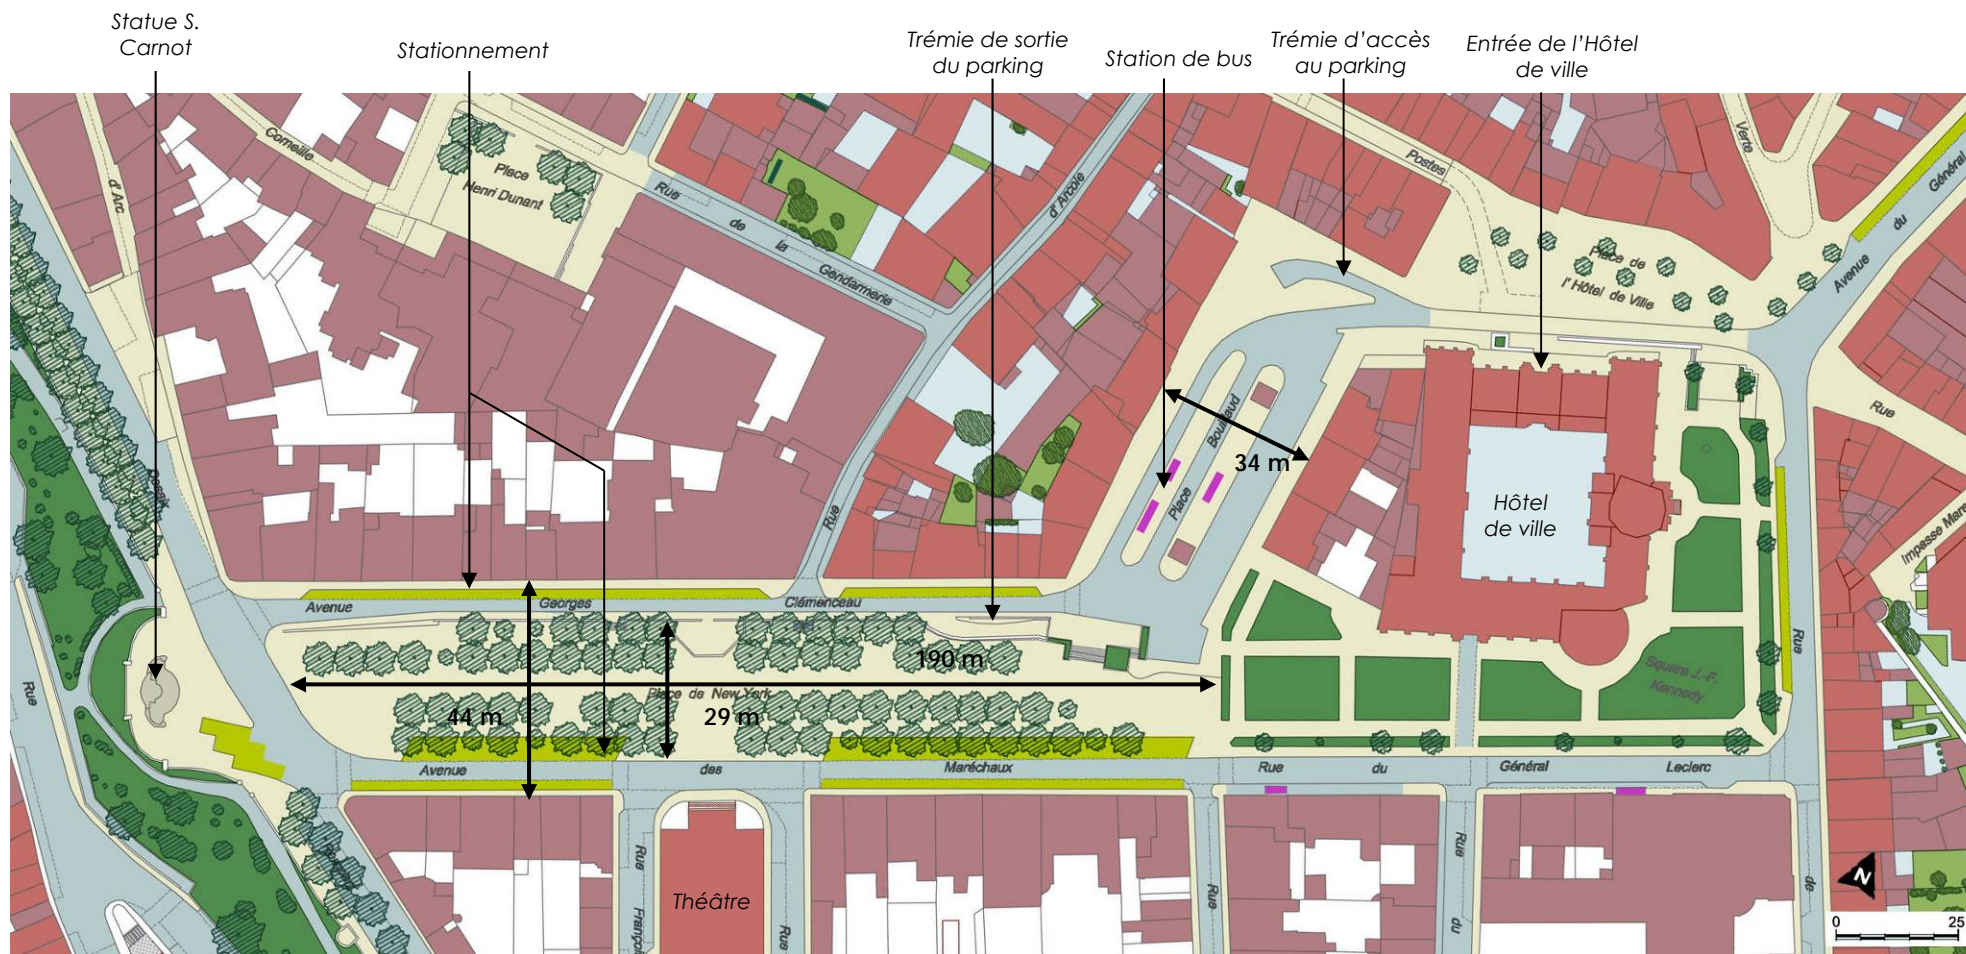 Statue S.
Carnot
Stationnement
Trémie de sortie
du parking
Station de bus
Trémie d'accès
au parking
Entrée de l'Hôtel
de ville
d'Arc
Corneille
Place
Henri Dunant
Rue
de
la
Gendarmerie
d'Arcole
Rue
Postes
Verte
Place de
l'Hôtel de Ville
Avenue
du
Général
Rue
Place
Bouillaud
34 m
Hôtel
de ville
Impasse
Avenue
Georges
Clémenceau
190 m
Place de New York
44 m
29 m
Square J.-F.
Kennedy
Rue
Rue
de
Avenue
des
Maréchaux
Rue
du
Général
Leclerc
Rue
Rue
Théâtre
Rue
Rue
du
N
0
25